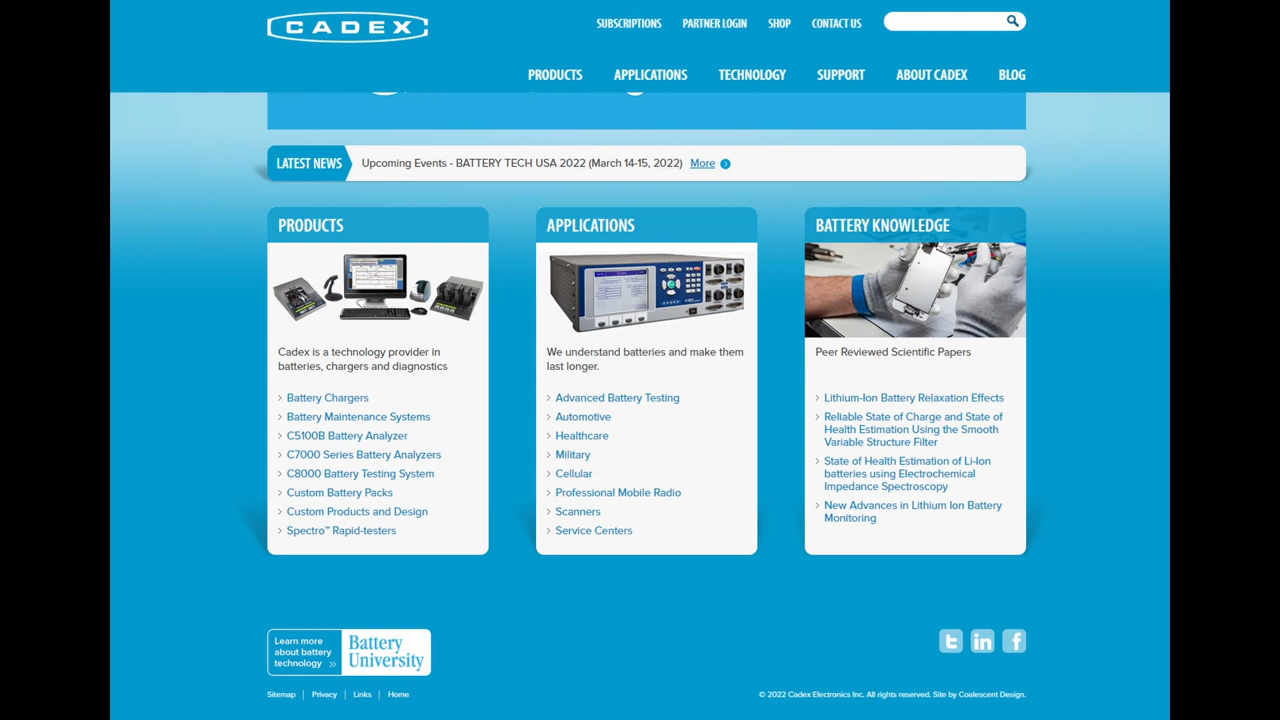 CADEX
SUBSCRIPTIONS PARTNER LOGIN SHOP CONTACT US
PRODUCTS APPLICATIONS TECHNOLOGY SUPPORT ABOUT CADEX BLOG
LATEST NEWS Upcoming Events - BATTERY TECH USA 2022 (March 14-15, 2022) More
PRODUCTS
Cadex is a technology provider in
batteries, chargers and diagnostics
Battery Chargers
Battery Maintenance Systems
C5100B Battery Analyzer
C7000 Series Battery Analyzers
C8000 Battery Testing System
Custom Battery Packs
Custom Products and Design
Spectro™ Rapid-testers
APPLICATIONS
CADEX
We understand batteries and make them
last longer.
Advanced Battery Testing
Automotive
Healthcare
Military
Cellular
Professional Mobile Radio
Scanners
Service Centers
BATTERY KNOWLEDGE
Peer Reviewed Scientific Papers
Lithium-Ion Battery Relaxation Effects
Reliable State of Charge and State of
Health Estimation Using the Smooth
Variable Structure Filter
State of Health Estimation of Li-Ion
batteries using Electrochemical
Impedance Spectroscopy
New Advances in Lithium Ion Battery
Monitoring
Learn more
about battery
technology »
Battery
University
Sitemap | Privacy | Links | Home
© 2022 Cadex Electronics Inc. All rights reserved. Site by Coalescent Design.